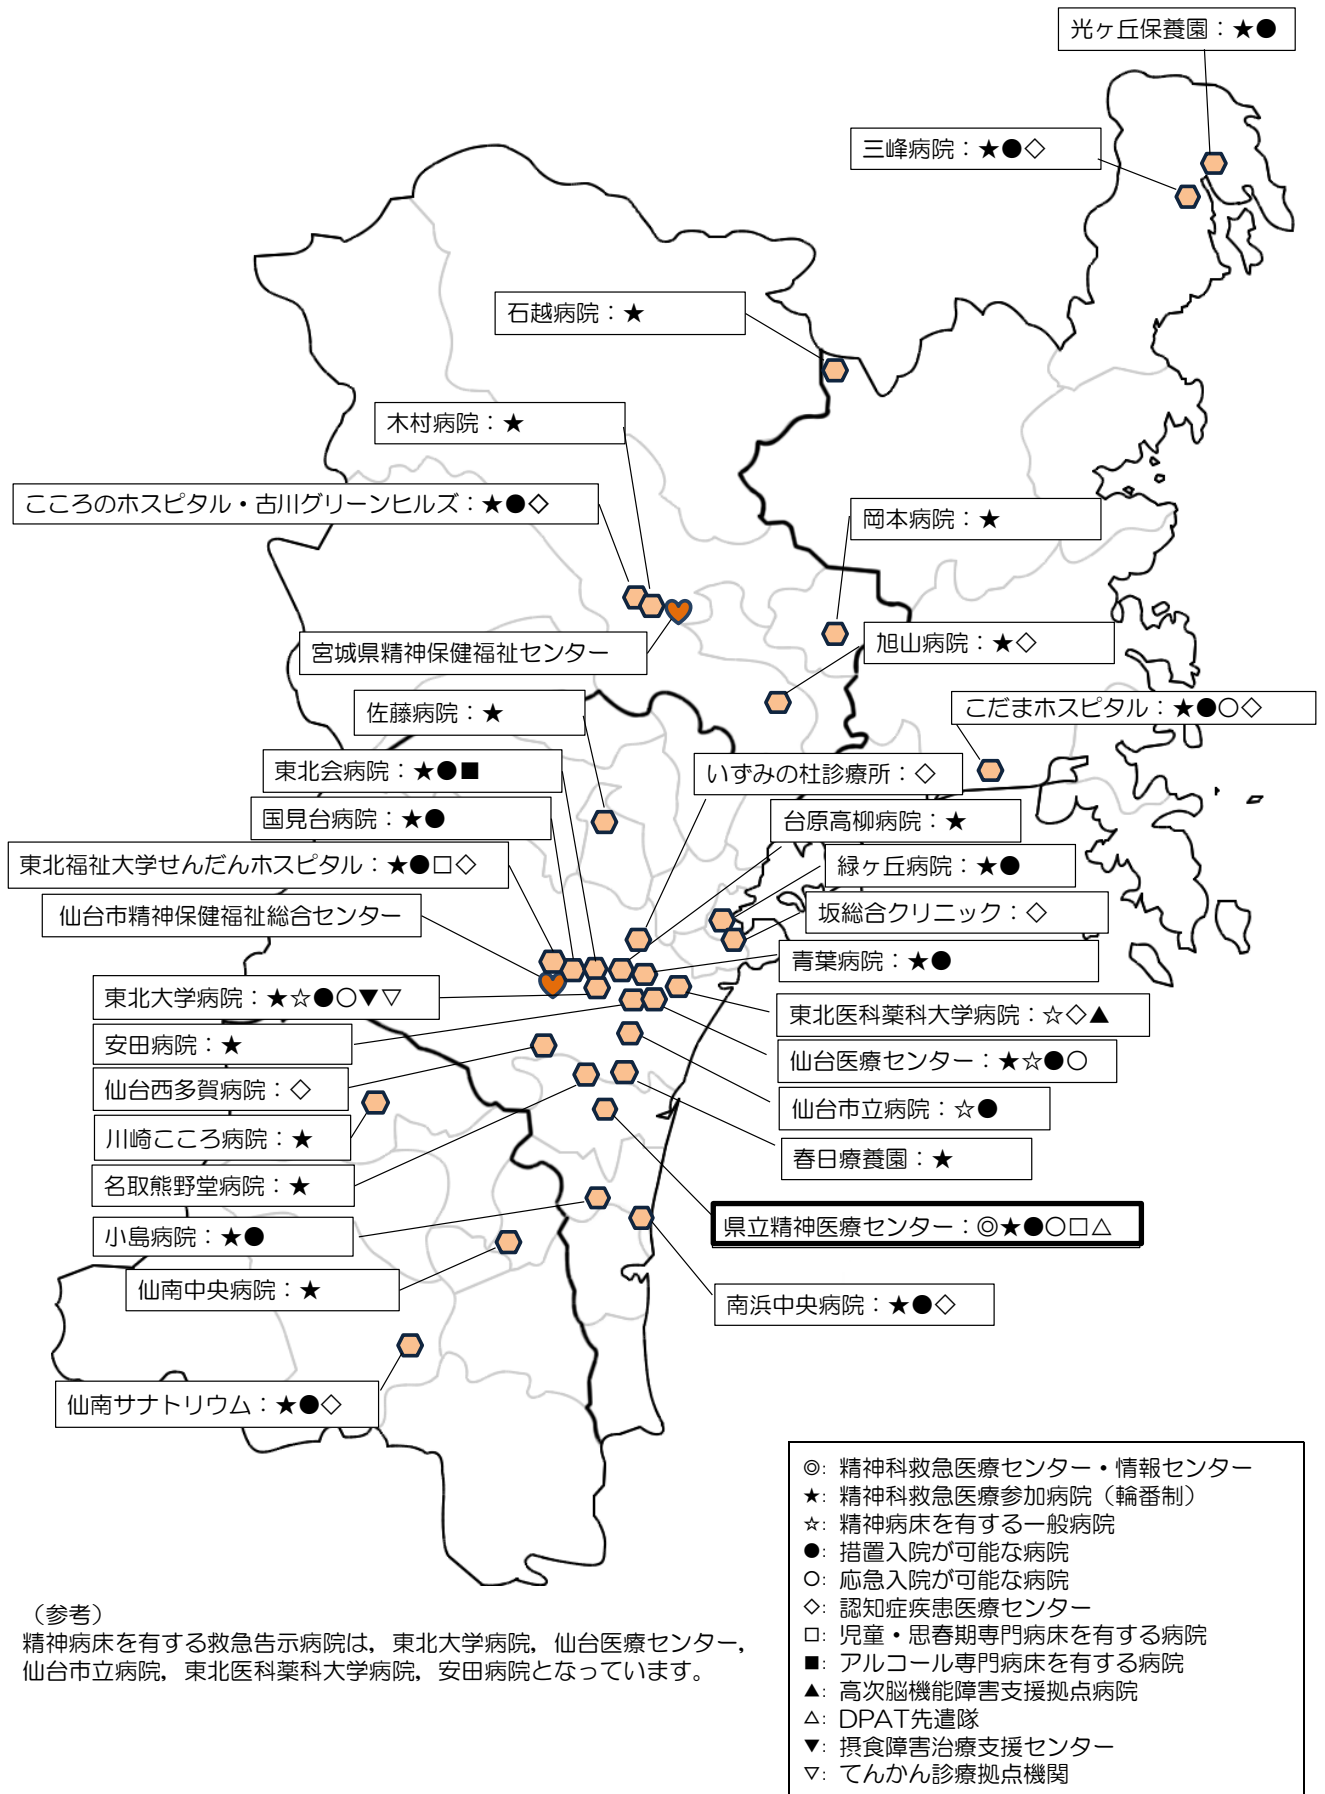 光ヶ丘保養園：★●
三峰病院：★●◇
石越病院：★
木村病院：★
こころのホスピタル・古川グリーンヒルズ：★●◇
岡本病院：★
宮城県精神保健福祉センター
旭山病院：★◇
佐藤病院：★
こだまホスピタル：★●○◇
東北会病院：★●■
いずみの杜診療所：◇
国見台病院：★●
台原高柳病院：★
東北福祉大学せんだんホスピタル：★●□◇
緑ヶ丘病院：★●
仙台市精神保健福祉総合センター
坂総合クリニック：◇
青葉病院：★●
東北大学病院：★☆●○▼▽
東北医科薬科大学病院：☆◇▲
安田病院：★
仙台医療センター：★☆●○
仙台西多賀病院：◇
仙台市立病院：☆●
川崎こころ病院：★
春日療養園：★
名取熊野堂病院：★
県立精神医療センター：◎★●○□△
小島病院：★●
仙南中央病院：★
南浜中央病院：★●◇
仙南サナトリウム：★●◇
◎: 精神科救急医療センター・情報センター
★: 精神科救急医療参加病院（輪番制）
☆: 精神病床を有する一般病院
●: 措置入院が可能な病院
○: 応急入院が可能な病院
◇: 認知症疾患医療センター
□: 児童・思春期専門病床を有する病院
■: アルコール専門病床を有する病院
▲: 高次脳機能障害支援拠点病院
△: DPAT先遣隊
▼: 摂食障害治療支援センター
▽: てんかん診療拠点機関
（参考）
精神病床を有する救急告示病院は，東北大学病院，仙台医療センター，
仙台市立病院，東北医科薬科大学病院，安田病院となっています。